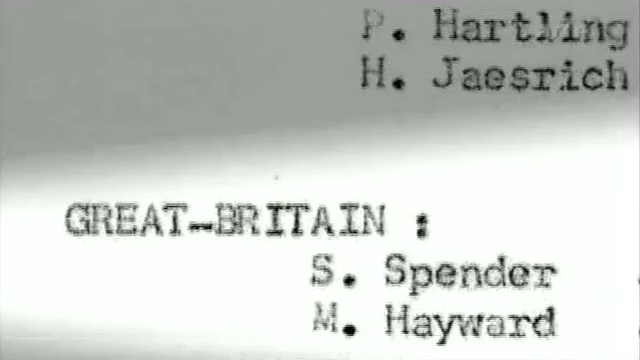 P. Hartling
H. Jaesrich
GREAT-BRITAIN :
S. Spender
M. Hayward